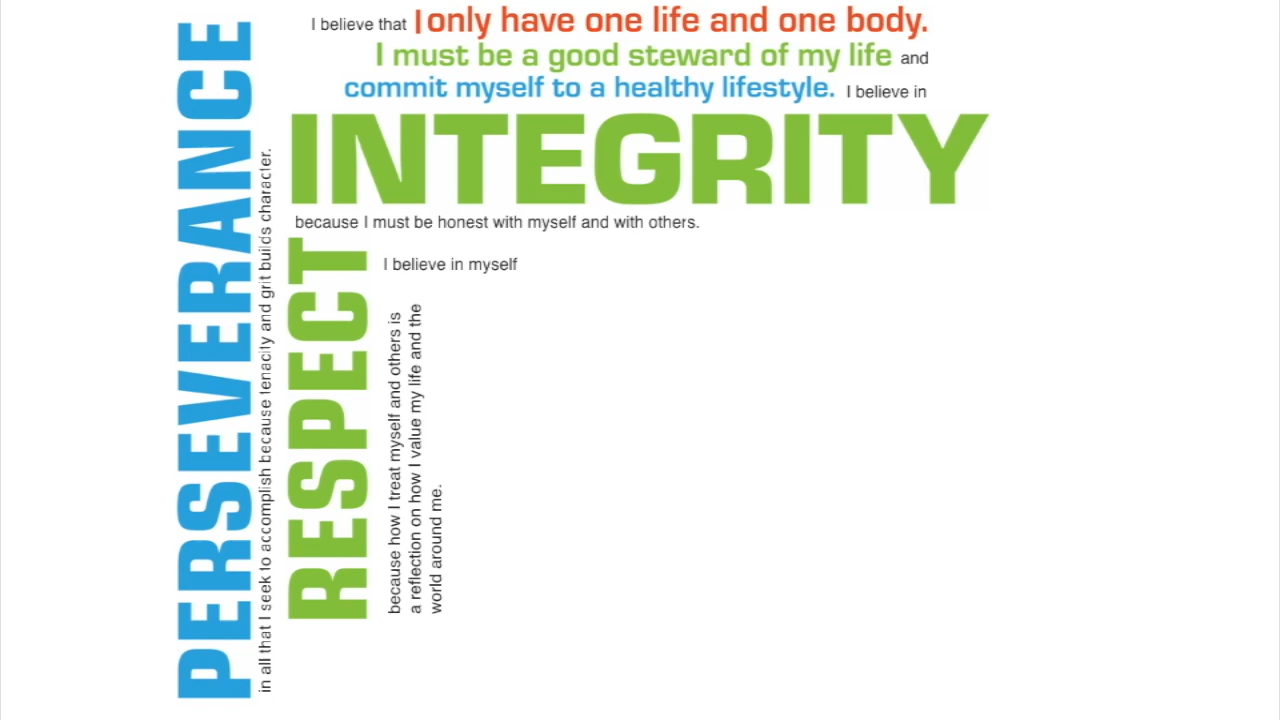 I believe that I only have one life and one body.
I must be a good steward of my life and
commit myself to a healthy lifestyle. I believe in
INTEGRITY
because I must be honest with myself and with others.
I believe in myself
RESPECT
because how I treat myself and others is
a reflection on how I value my life and the
world around me.
PERSEVERANCE
in all that I seek to accomplish because tenacity and grit builds character.